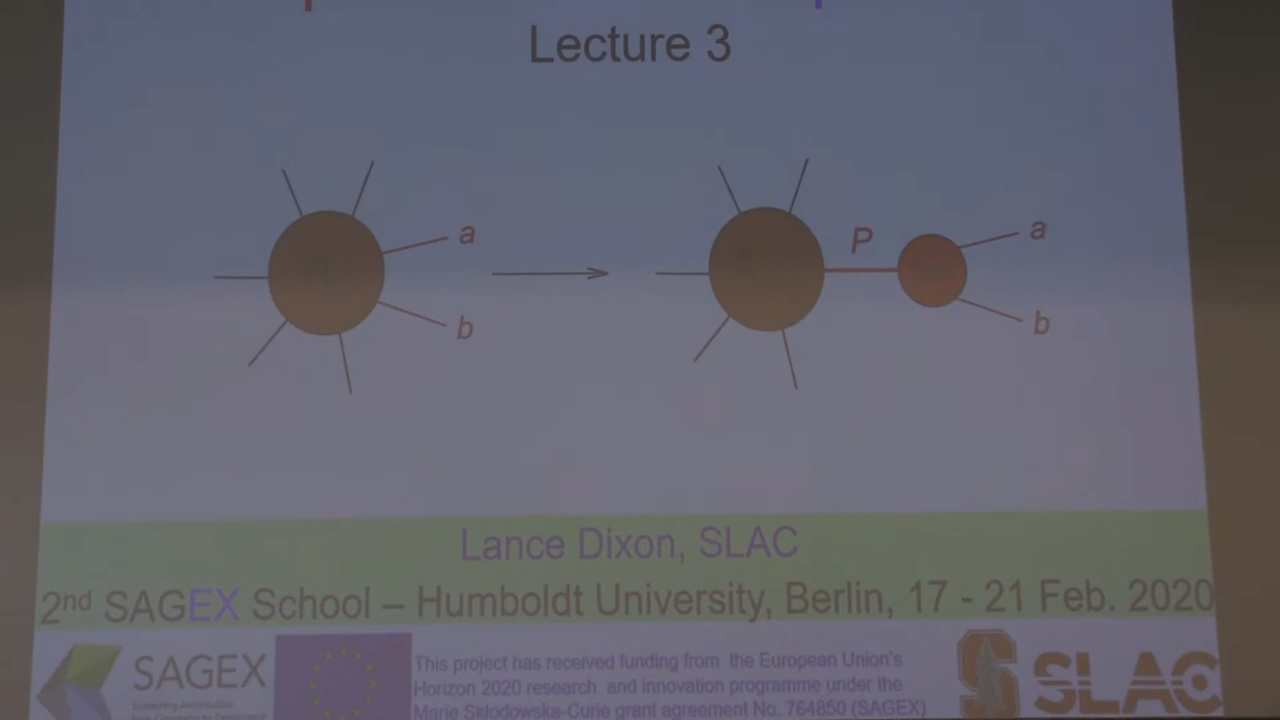 Lecture 3
a
b
P
a
b
Lance Dixon, SLAC
2nd SAGEX School – Humboldt University, Berlin, 17 - 21 Feb. 2020
SAGEX
This project has received funding from the European Union's
Horizon 2020 research and innovation programme under the
Marie Skłodowska-Curie grant agreement No. 764850 (SAGEX)
S SLAC